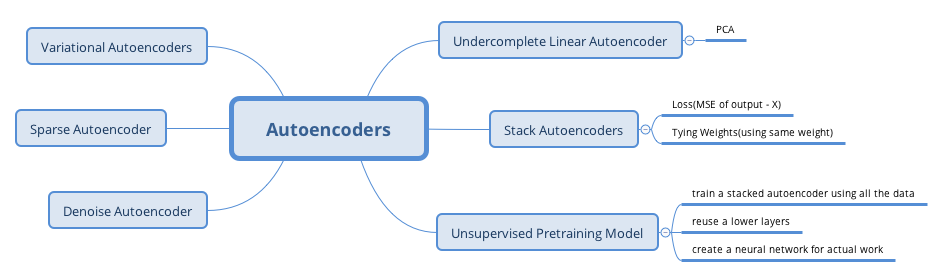 Autoencoders
Variational Autoencoders
Sparse Autoencoder
Denoise Autoencoder
Undercomplete Linear Autoencoder
PCA
Stack Autoencoders
Loss(MSE of output - X)
Tying Weights(using same weight)
Unsupervised Pretraining Model
train a stacked autoencoder using all the data
reuse a lower layers
create a neural network for actual work